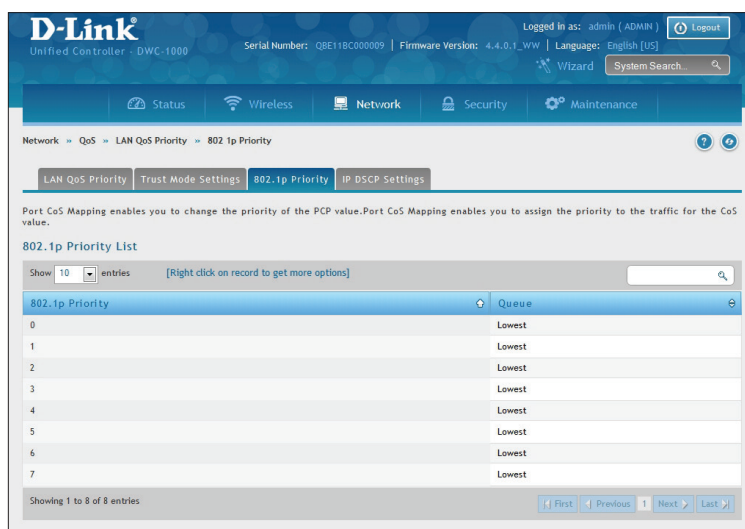 D-Link®
Unified Controller - DWC-1000
Logged in as: admin ( ADMIN )
Logout
Serial Number: QBE11BC000009 | Firmware Version: 4.4.0.1_WW | Language: English [US]
Wizard
System Search...
Status
Wireless
Network
Security
Maintenance
Network » QoS » LAN QoS Priority » 802 1p Priority
LAN QoS Priority
Trust Mode Settings
802.1p Priority
IP DSCP Settings
Port CoS Mapping enables you to change the priority of the PCP value.Port CoS Mapping enables you to assign the priority to the traffic for the CoS
value.
802.1p Priority List
Show 10 entries [Right click on record to get more options]
802.1p Priority Queue
0 Lowest
1 Lowest
2 Lowest
3 Lowest
4 Lowest
5 Lowest
6 Lowest
7 Lowest
Showing 1 to 8 of 8 entries
First Previous 1 Next Last